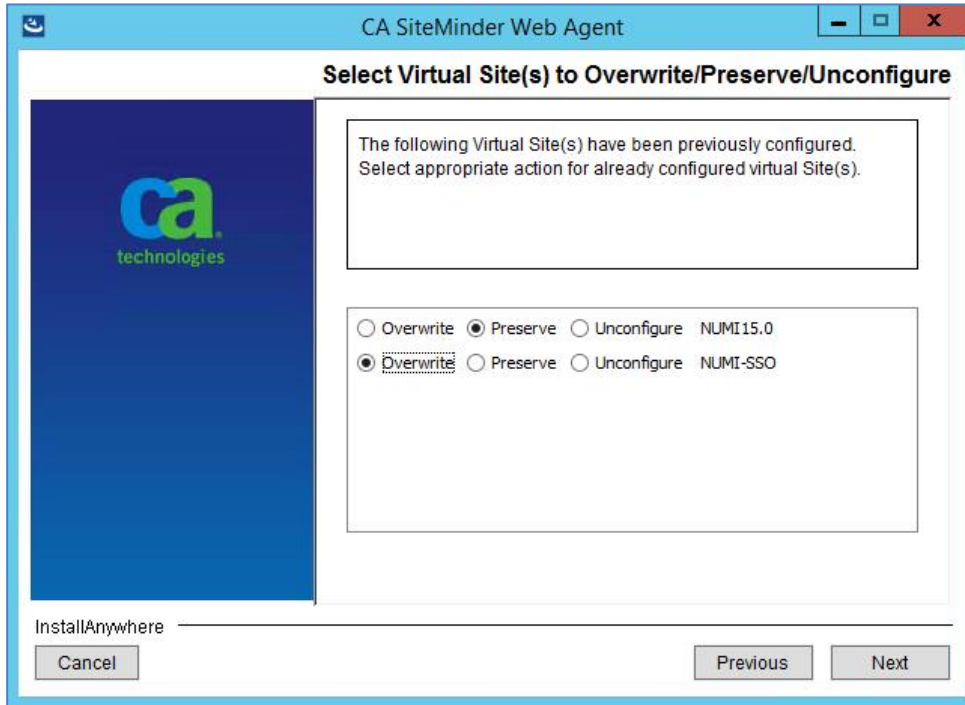 CA SiteMinder Web Agent
Select Virtual Site(s) to Overwrite/Preserve/Unconfigure
ca
technologies
The following Virtual Site(s) have been previously configured.
Select appropriate action for already configured virtual Site(s).
Overwrite Preserve Unconfigure NUMI15.0
Overwrite Preserve Unconfigure NUMI-SSO
InstallAnywhere
Cancel Previous Next